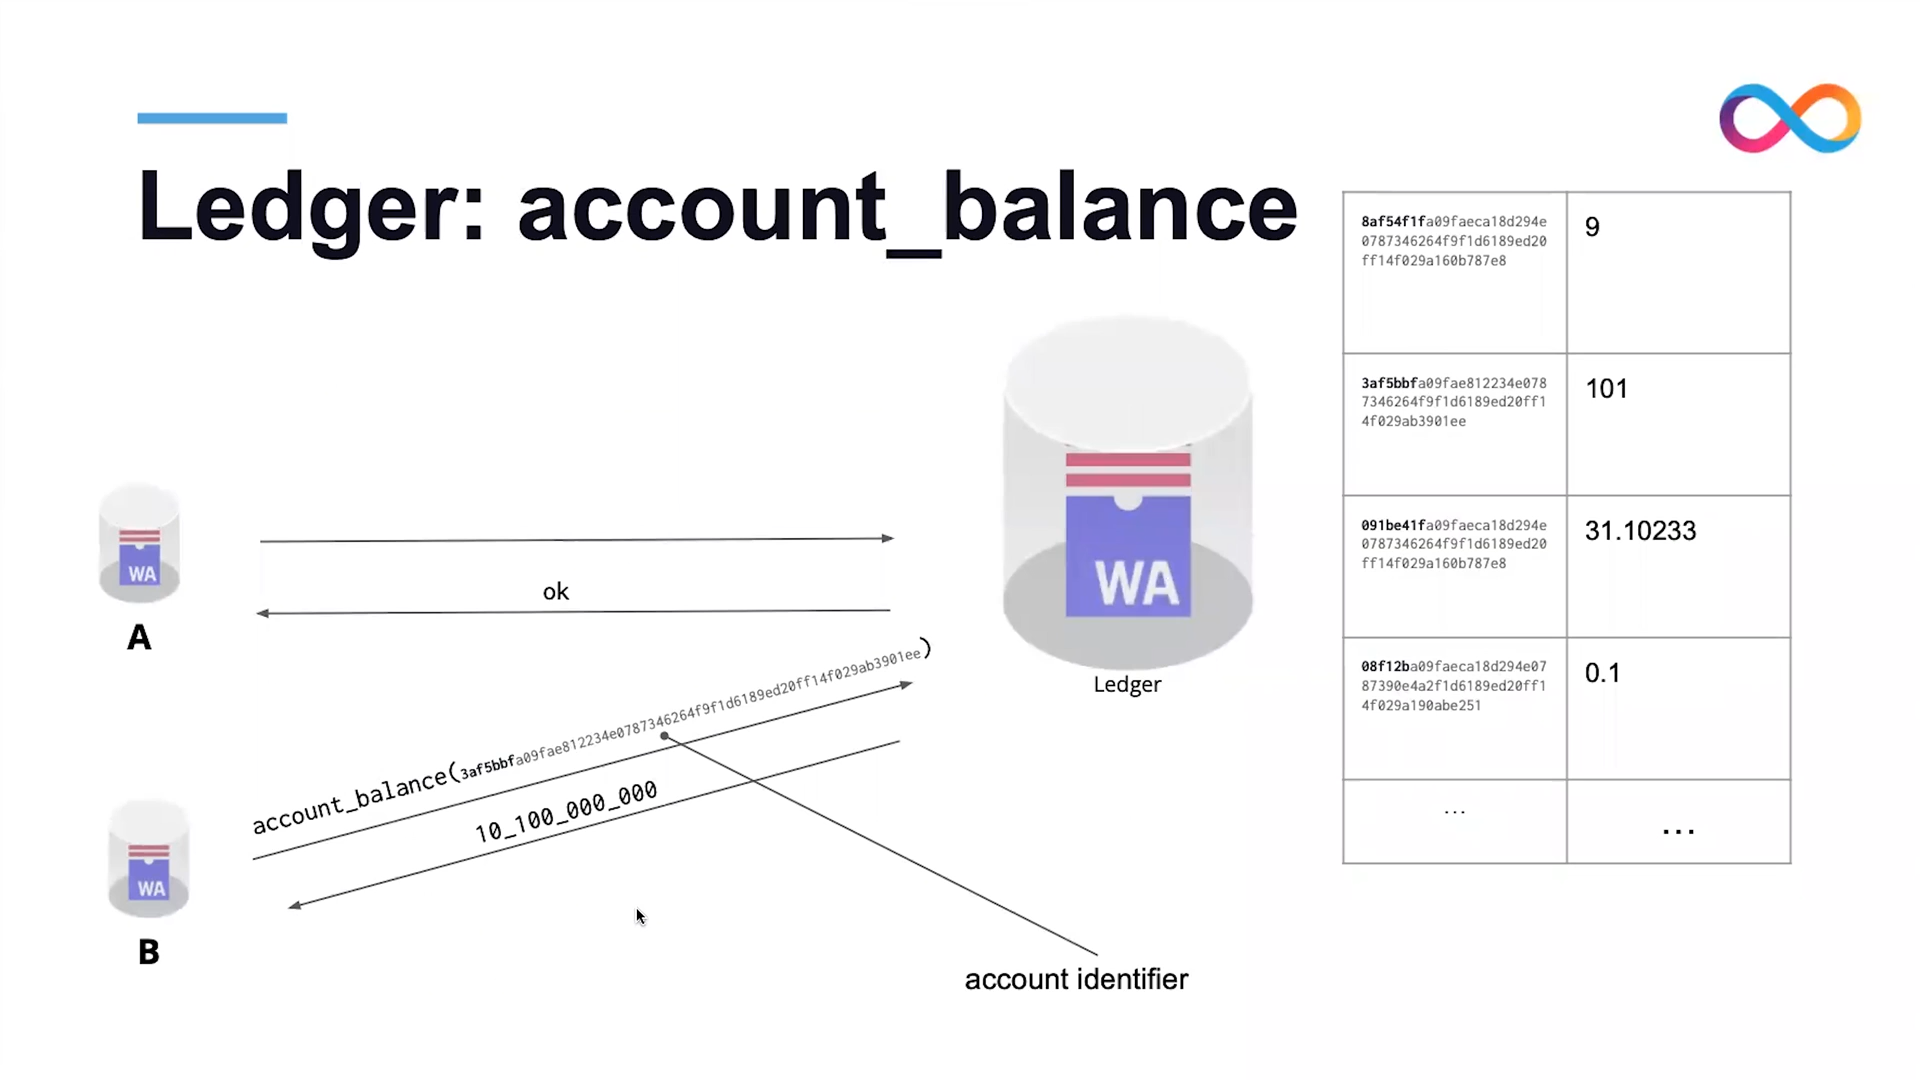 Ledger: account_balance
8af54f1fa09faeca18d294e
0787346264f9f1d6189ed20
ff14f029a160b787e8
9
3af5bbfa09fae812234e078
7346264f9f1d6189ed20ff1
4f029ab3901ee
101
091be41fa09faeca18d294e
0787346264f9f1d6189ed20
ff14f029a160b787e8
31.10233
08f12ba09faeca18d294e07
87390e4a2f1d6189ed20ff1
4f029a190abe251
0.1
...
...
WA
Ledger
WA
A
ok
account_balance(3af5bbfa09fae812234e0787346264f9f1d6189ed20ff14f029ab3901ee)
10_100_000_000
WA
B
account identifier